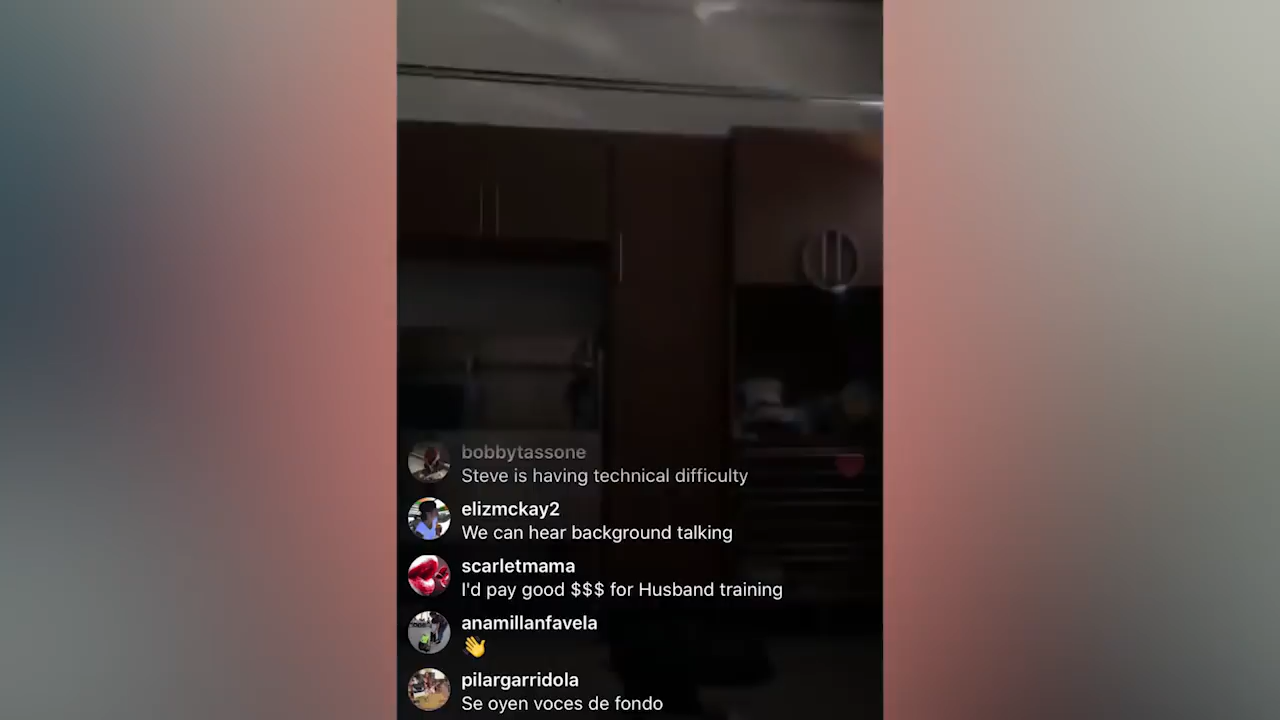 bobbytassone
Steve is having technical difficulty
elizmckay2
We can hear background talking
scarletmama
I'd pay good $$$ for Husband training
anamillanfavela
👋
pilargarridola
Se oyen voces de fondo